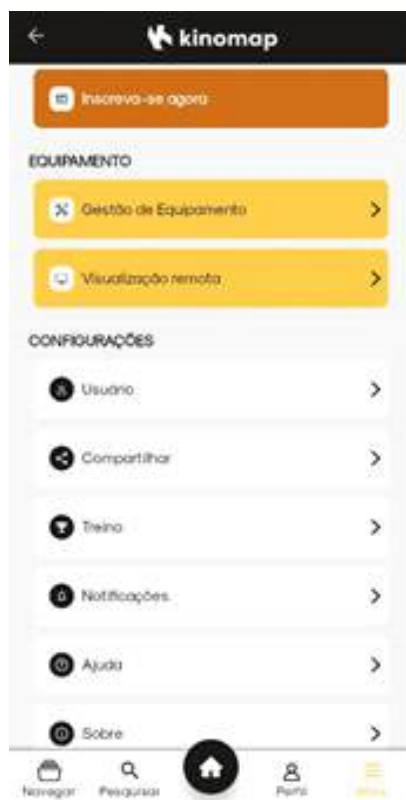 kinomap
Inscreva-se agora
EQUIPAMENTO
Gestão de Equipamento
Visualização remota
CONFIGURAÇÕES
Usuário
Compartilhar
Treino
Notificações
Ajuda
Sobre
Navegar Pesquisar Perfil Menu